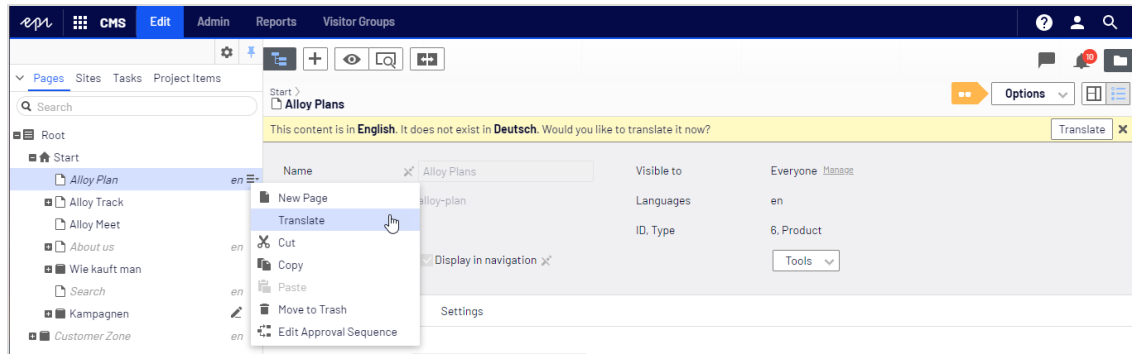 epi CMS Edit Admin Reports Visitor Groups
Pages Sites Tasks Project Items
10
Search
Start
Alloy Plans
Options
This content is in English. It does not exist in Deutsch. Would you like to translate it now?
Translate
Root
Start
Alloy Plan en
Alloy Track
Alloy Meet
About us en
Wie kauft man
Search en
Kampagnen
Customer Zone en
New Page
Translate
Cut
Copy
Paste
Move to Trash
Edit Approval Sequence
Name Alloy Plans
alloy-plan
Display in navigation
Visible to Everyone Manage
Languages en
ID, Type 6, Product
Tools
Settings